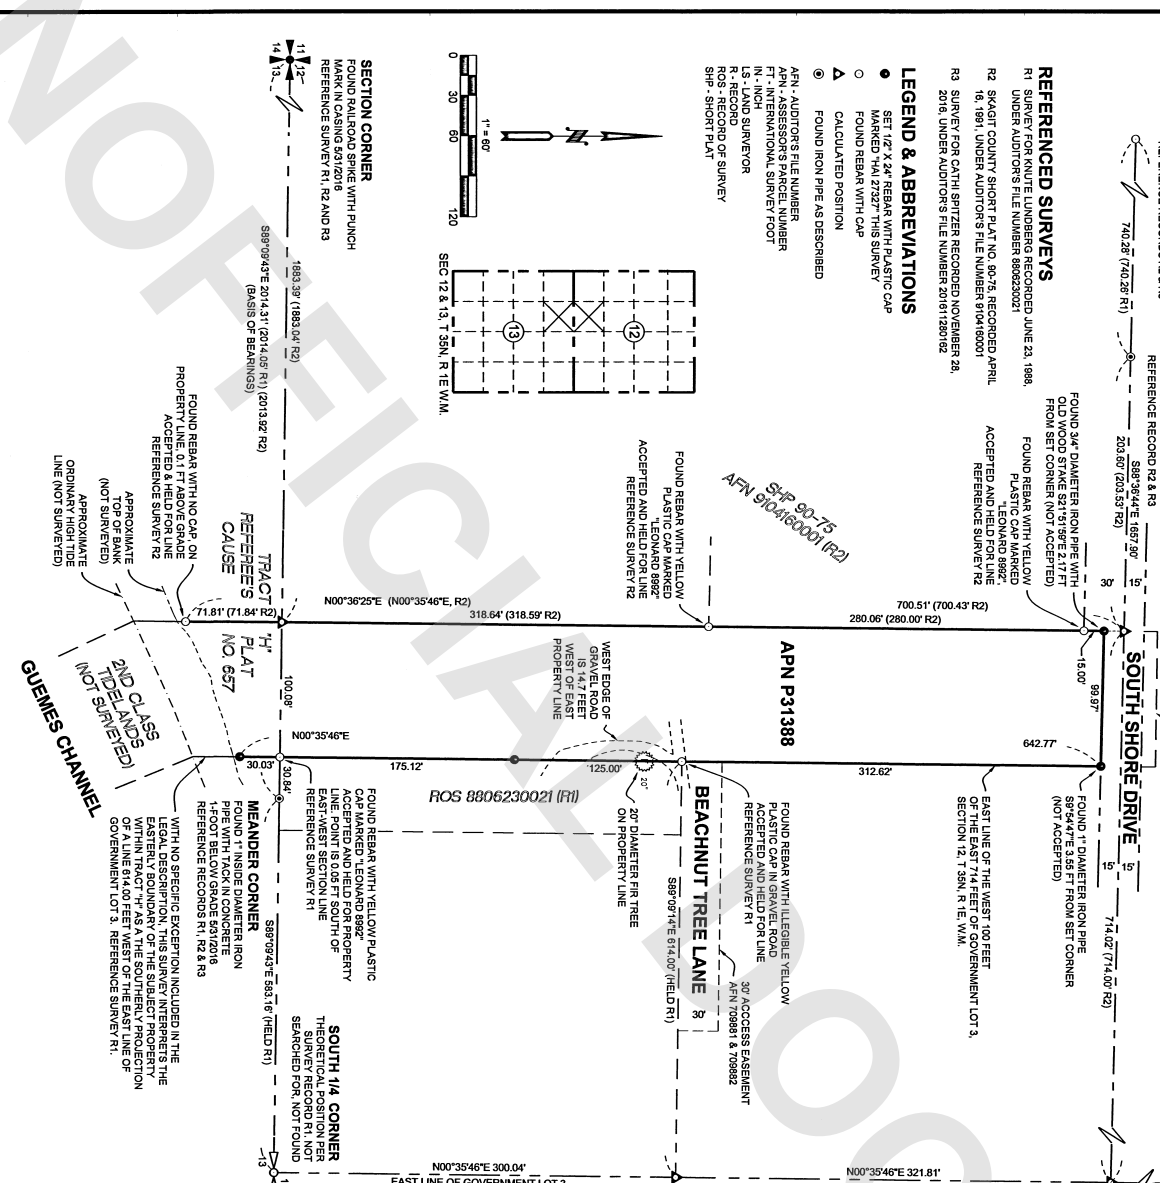 REFERENCED SURVEYS
R1 SURVEY FOR KNUTE LUNDBERG RECORDED JUNE 23, 1988,
UNDER AUDITOR'S FILE NUMBER 8806230021
R2 SKAGIT COUNTY SHORT PLAT NO. 90-75, RECORDED APRIL
16, 1991, UNDER AUDITOR'S FILE NUMBER 9104160001
R3 SURVEY FOR CATHI SPITZER RECORDED NOVEMBER 28,
2016, UNDER AUDITOR'S FILE NUMBER 201611280162
LEGEND & ABBREVIATIONS
SET 1/2" X 24" REBAR WITH PLASTIC CAP
MARKED "HAI 27327" THIS SURVEY
FOUND REBAR WITH CAP
CALCULATED POSITION
FOUND IRON PIPE AS DESCRIBED
AFN - AUDITOR'S FILE NUMBER
APN - ASSESSOR'S PARCEL NUMBER
FT - INTERNATIONAL SURVEY FOOT
IN - INCH
LS - LAND SURVEYOR
R - RECORD
ROS - RECORD OF SURVEY
SHP - SHORT PLAT
N
1" = 60'
0 30 60 120
12
13
SEC 12 & 13, T 35N, R 1E W.M.
SECTION CORNER
FOUND RAILROAD SPIKE WITH PUNCH
MARK IN CASING 5/31/2016
REFERENCE SURVEY R1, R2 AND R3
11 12
14 13
740.28' (740.26' R1)
REFERENCE RECORD R2 & R3
S88°36'44"E 1657.90'
203.60' (203.53' R2)
30' 15'
SOUTH SHORE DRIVE
15' 15'
714.02' (714.00' R2)
FOUND 3/4" DIAMETER IRON PIPE WITH
OLD WOOD STAKE S21°51'59"E 2.17 FT
FROM SET CORNER (NOT ACCEPTED)
FOUND REBAR WITH YELLOW
PLASTIC CAP MARKED
"LEONARD 8992",
ACCEPTED AND HELD FOR LINE
REFERENCE SURVEY R2
15.00'
99.97'
642.77'
FOUND 1" DIAMETER IRON PIPE
S9°54'47"E 3.55 FT FROM SET CORNER
(NOT ACCEPTED)
700.51' (700.43' R2)
280.06' (280.00' R2)
SHP 90-75
AFN 9104160001 (R2)
FOUND REBAR WITH YELLOW
PLASTIC CAP MARKED
"LEONARD 8992"
ACCEPTED AND HELD FOR LINE
REFERENCE SURVEY R2
APN P31388
312.62'
EAST LINE OF THE WEST 100 FEET
OF THE EAST 714 FEET OF GOVERNMENT LOT 3,
SECTION 12, T 35N, R 1E, W.M.
318.64' (318.59' R2)
N00°36'25"E (N00°35'46"E, R2)
WEST EDGE OF
GRAVEL ROAD
IS 14.7 FEET
WEST OF EAST
PROPERTY LINE
125.00'
20"
20" DIAMETER FIR TREE
ON PROPERTY LINE
FOUND REBAR WITH ILLEGIBLE YELLOW
PLASTIC CAP IN GRAVEL ROAD
ACCEPTED AND HELD FOR LINE
REFERENCE SURVEY R1
BEACHNUT TREE LANE
30'
30' ACCCESS EASEMENT
AFN 709881 & 709882
S89°09'14"E 614.00' (HELD R1)
ROS 8806230021 (R1)
175.12'
N00°35'46"E
1883.39' (1883.04' R2)
S89°09'43"E 2014.31' (2014.05' R1) (2013.92' R2)
(BASIS OF BEARINGS)
100.08'
TRACT "H" PLAT
REFEREE'S NO. 657
CAUSE
71.81' (71.84' R2)
30.03'
30.84'
FOUND REBAR WITH YELLOW PLASTIC
CAP MARKED "LEONARD 8992"
ACCEPTED AND HELD FOR PROPERTY
LINE. POINT IS 0.05 FT SOUTH OF
EAST-WEST SECTION LINE
REFERENCE SURVEY R1
FOUND REBAR WITH NO CAP, ON
PROPERTY LINE, 0.1 FT ABOVE GRADE
ACCEPTED & HELD FOR LINE
REFERENCE SURVEY R2
APPROXIMATE
TOP OF BANK
(NOT SURVEYED)
APPROXIMATE
ORDINARY HIGH TIDE
LINE (NOT SURVEYED)
2ND CLASS
TIDELANDS
(NOT SURVEYED)
GUEMES CHANNEL
MEANDER CORNER
FOUND 1" INSIDE DIAMETER IRON
PIPE WITH TACK IN CONCRETE
1-FOOT BELOW GRADE 5/31/2016
REFERENCE RECORDS R1, R2 & R3
WITH NO SPECIFIC EXCEPTION INCLUDED IN THE
LEGAL DESCRIPTION, THIS SURVEY INTERPRETS THE
EASTERLY BOUNDARY OF THE SUBJECT PROPERTY
WITHIN TRACT "H" AS A THE SOUTHERLY PROJECTION
OF A LINE 614.00 FEET WEST OF THE EAST LINE OF
GOVERNMENT LOT 3. REFERENCE SURVEY R1.
S89°09'43"E 583.16' (HELD R1)
SOUTH 1/4 CORNER
THEORETICAL POSITION PER
SURVEY RECORD R1. NOT
SEARCHED FOR, NOT FOUND
13
N00°35'46"E 300.04'
N00°35'46"E 321.81'
EAST LINE OF GOVERNMENT LOT 3
UNOFFICIAL DOC